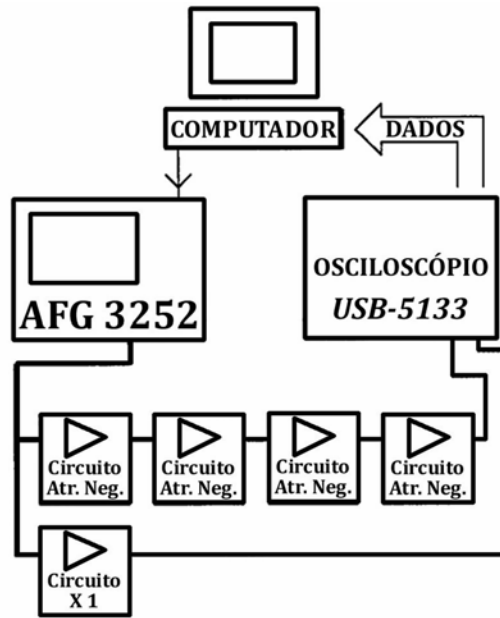 COMPUTADOR
DADOS
AFG 3252
OSCILOSCÓPIO
USB-5133
Circuito
Atr. Neg.
Circuito
Atr. Neg.
Circuito
Atr. Neg.
Circuito
Atr. Neg.
Circuito
X 1